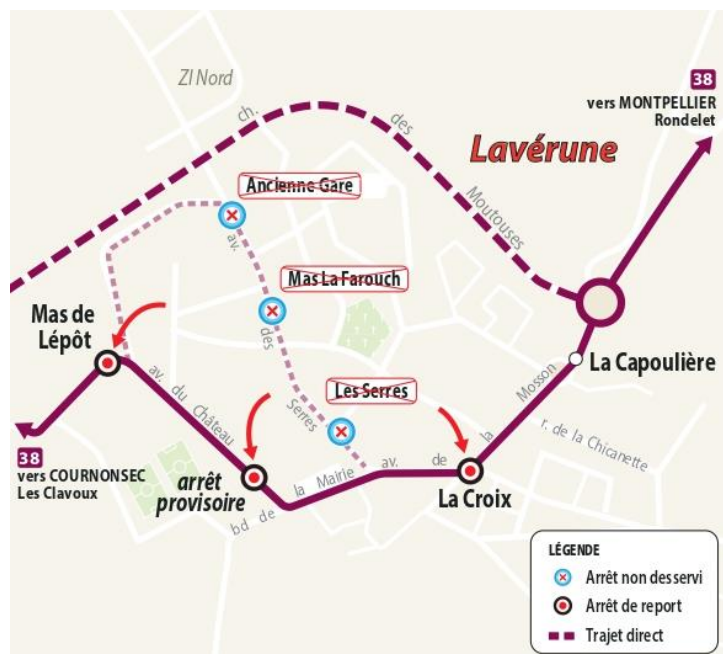 ZI Nord
38
vers MONTPELLIER
Rondelet
ch.
des
Moutouses
Lavérune
Ancienne Gare
av.
des
Serres
Mas La Farouch
Les Serres
Mas de
Lépôt
La Capoulière
av. du Château
38
vers COURNONSEC
Les Clavoux
arrêt
provisoire
bd de la Mairie
av. de la Mosson
La Croix
r. de la Chicanette
LÉGENDE
Arrêt non desservi
Arrêt de report
Trajet direct